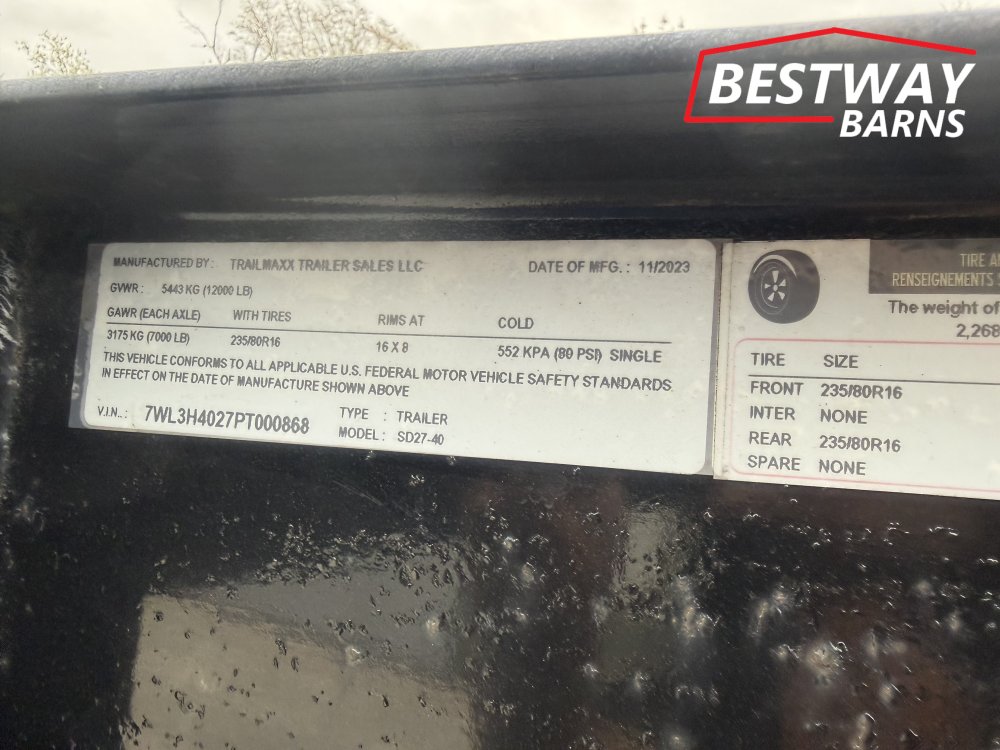 BESTWAY
BARNS
MANUFACTURED BY: TRAILMAXX TRAILER SALES LLC DATE OF MFG. : 11/2023
GVWR : 5443 KG (12000 LB)
GAWR (EACH AXLE) WITH TIRES RIMS AT COLD
3175 KG (7000 LB) 235/80R16 16 X 8 552 KPA (80 PSI) SINGLE
THIS VEHICLE CONFORMS TO ALL APPLICABLE U.S. FEDERAL MOTOR VEHICLE SAFETY STANDARDS
IN EFFECT ON THE DATE OF MANUFACTURE SHOWN ABOVE
V.I.N.. : 7WL3H4027PT000868 TYPE : TRAILER
MODEL : SD27-40
TIRE
RENSEIGNEMENTS
The weight of
2,268
TIRE SIZE
FRONT 235/80R16
INTER NONE
REAR 235/80R16
SPARE NONE